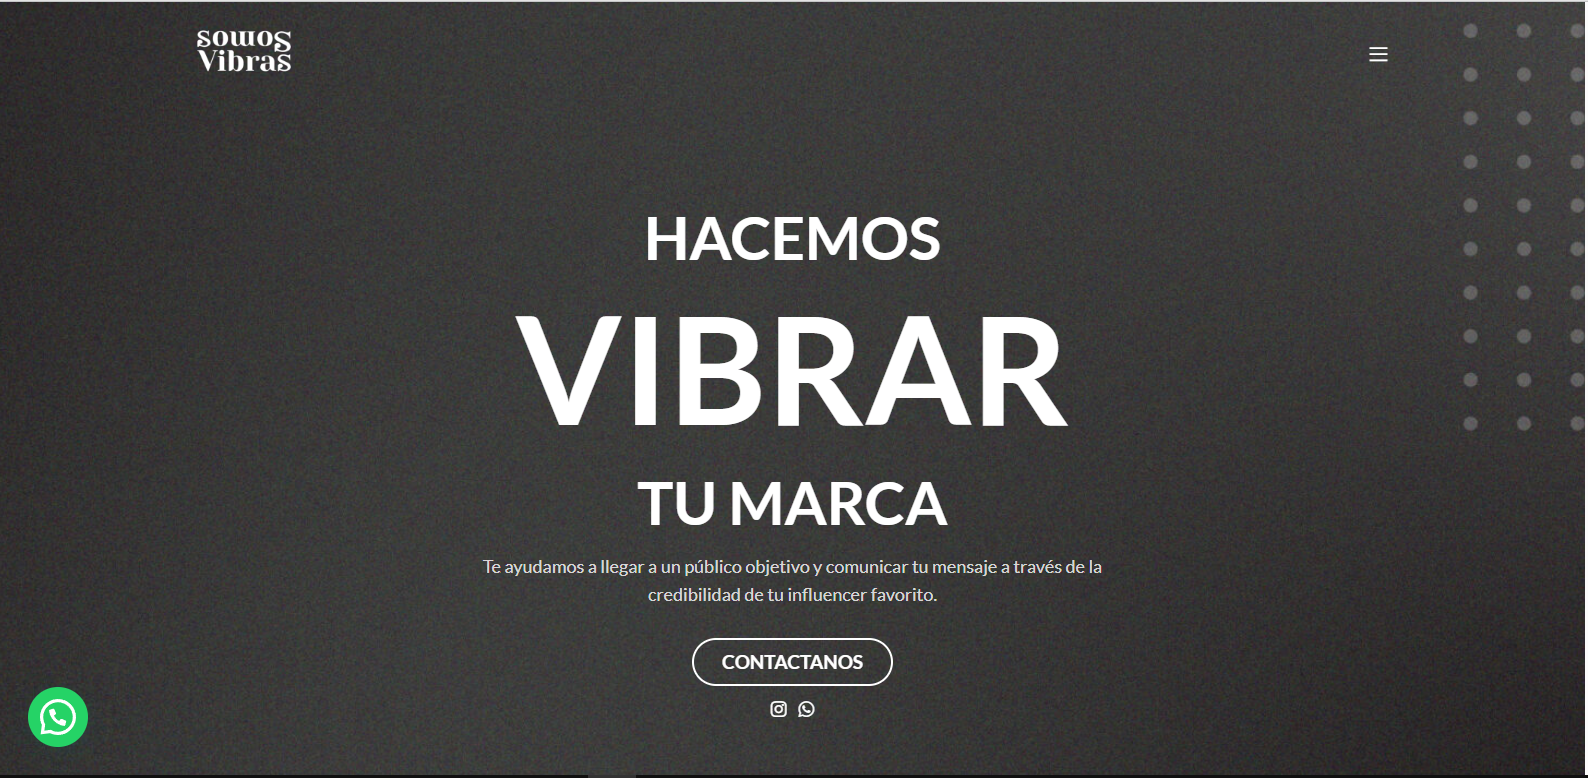 somos
Vibras
HACEMOS
VIBRAR
TU MARCA
Te ayudamos a llegar a un público objetivo y comunicar tu mensaje a través de la
credibilidad de tu influencer favorito.
CONTACTANOS